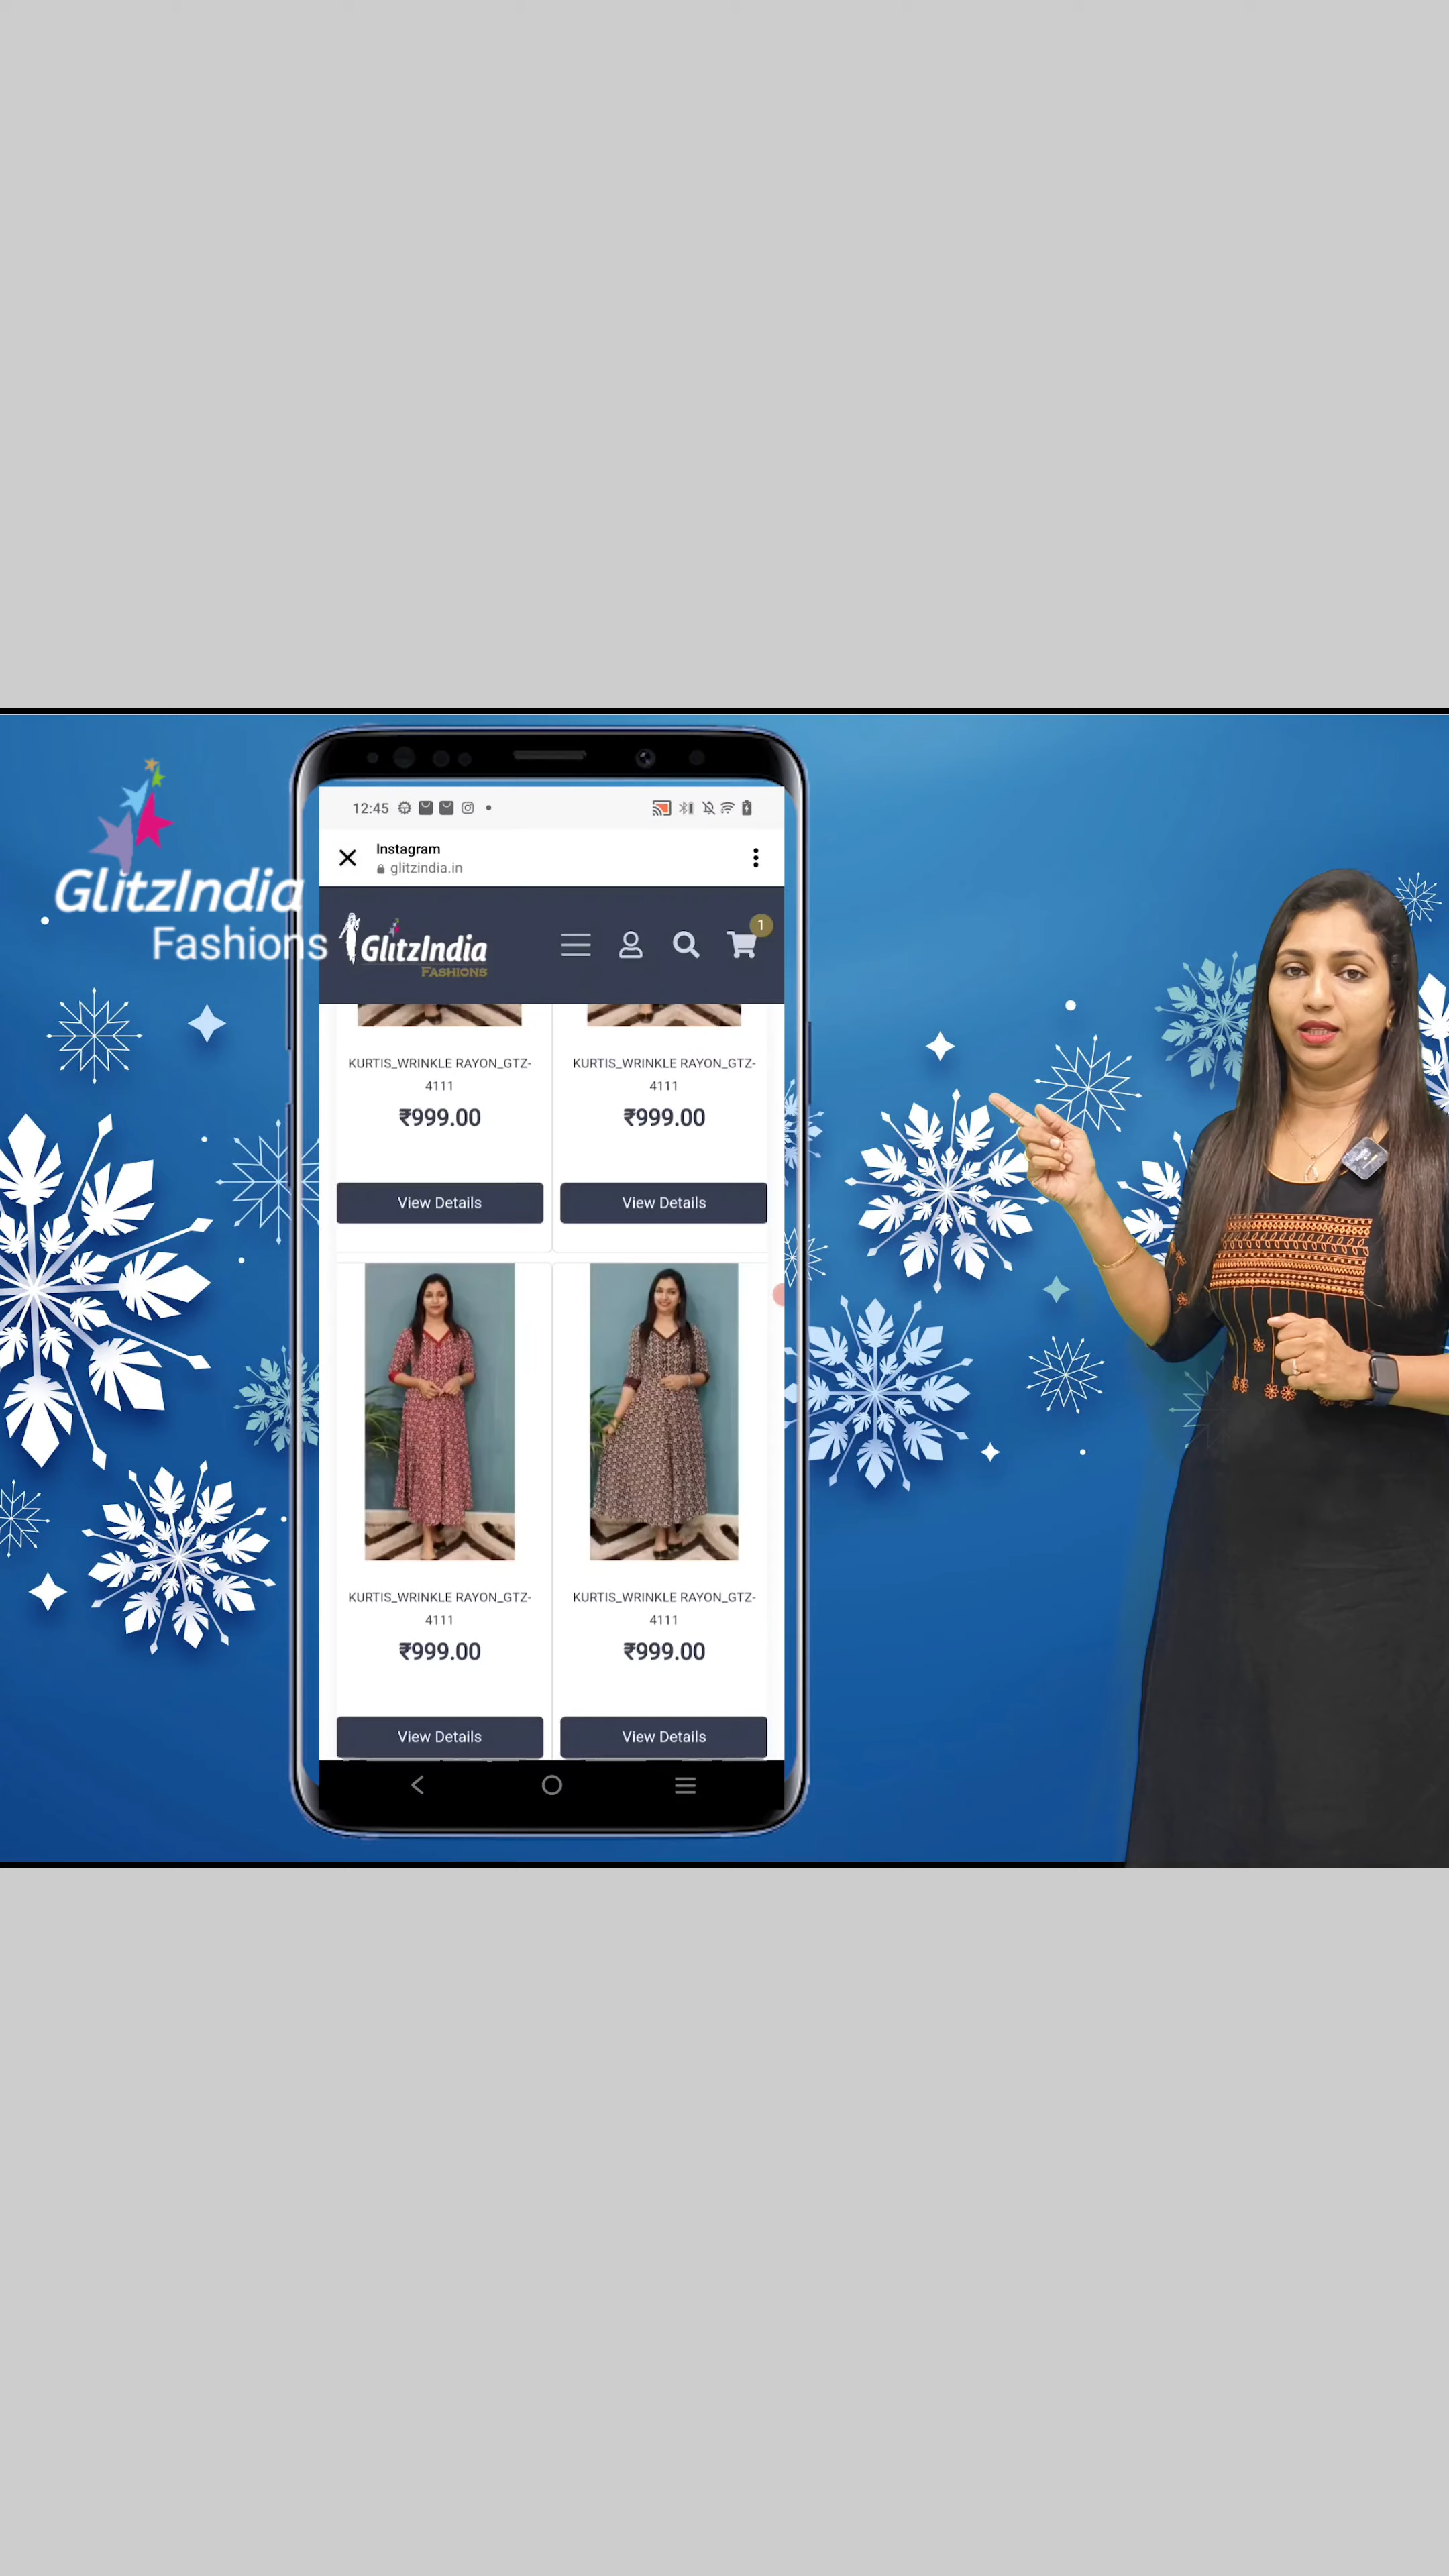 GlitzIndia
Fashions
12:45
Instagram
glitzindia.in
GlitzIndia
FASHIONS
1
KURTIS_WRINKLE RAYON_GTZ-
4111
₹999.00
View Details
KURTIS_WRINKLE RAYON_GTZ-
4111
₹999.00
View Details
KURTIS_WRINKLE RAYON_GTZ-
4111
₹999.00
View Details
KURTIS_WRINKLE RAYON_GTZ-
4111
₹999.00
View Details